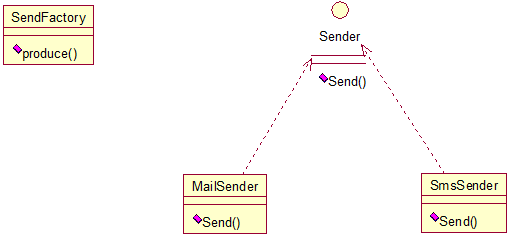 SendFactory
produce()
Sender
Send()
MailSender
Send()
SmsSender
Send()